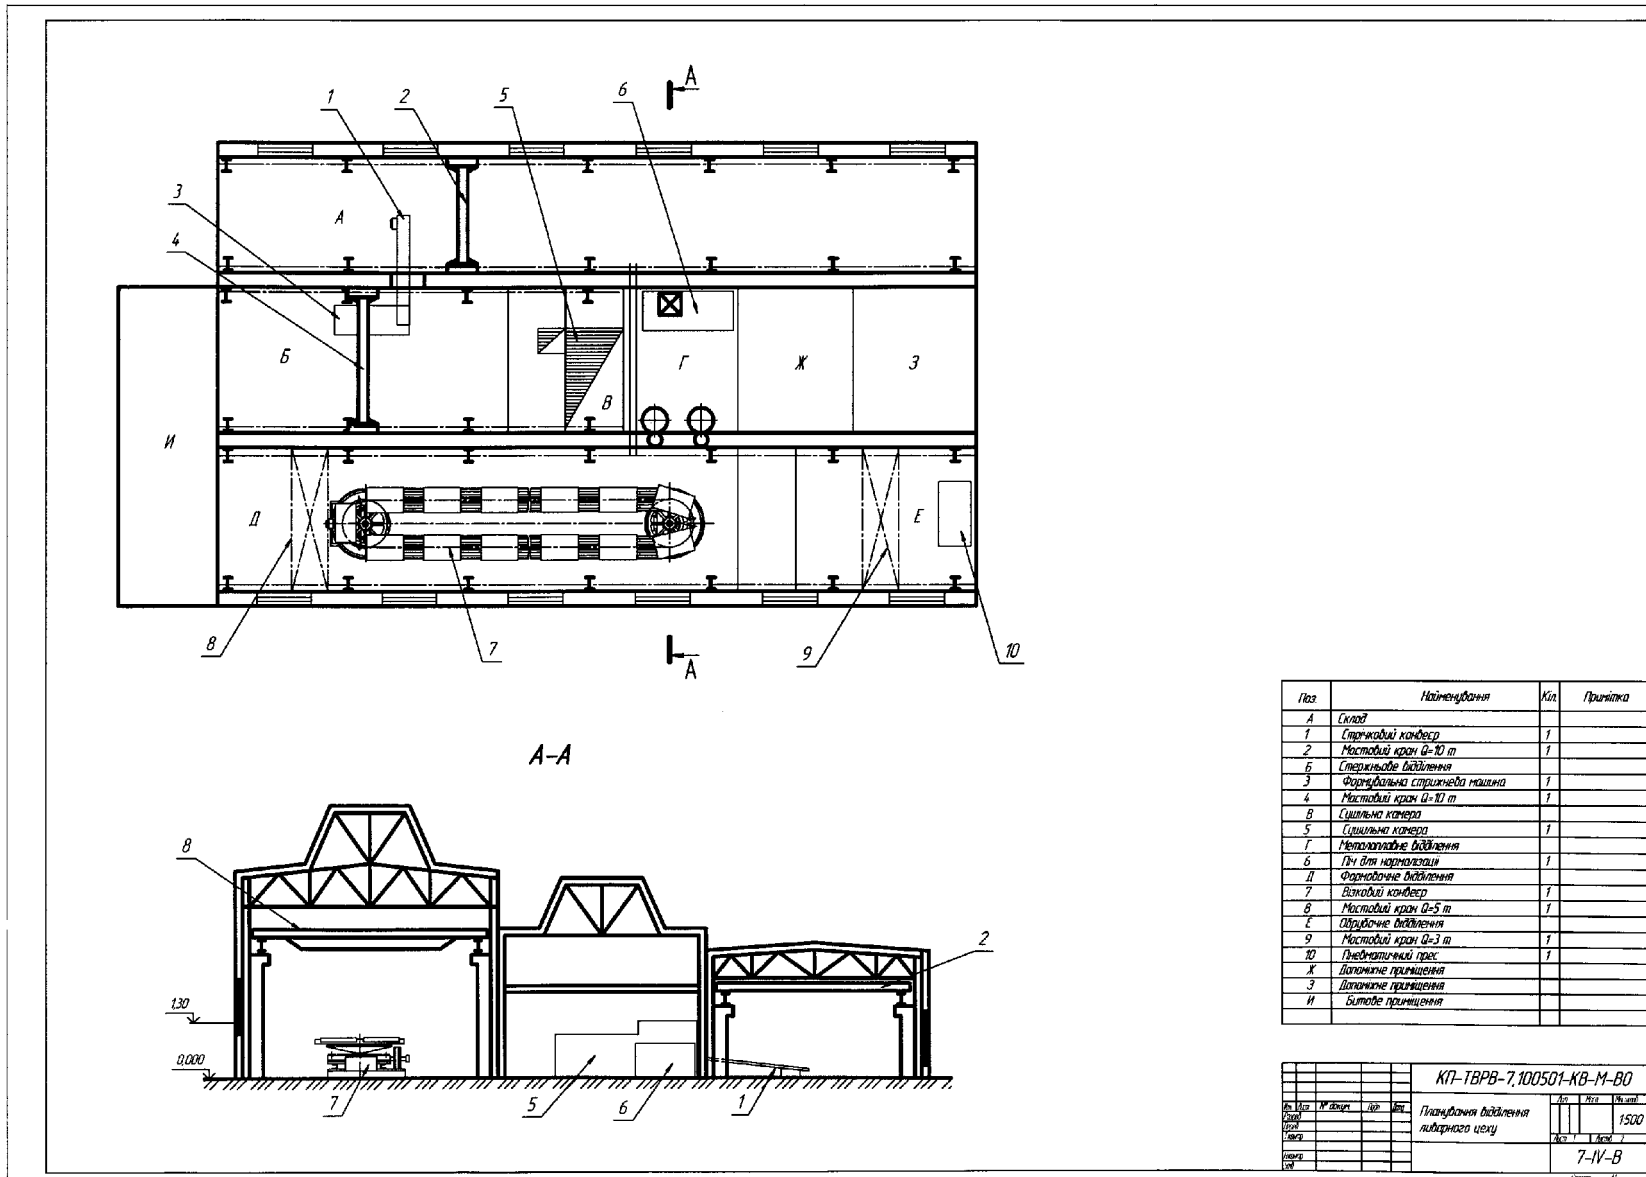 А
1
2
5
6
3
4
А
Б
В
Г
Ж
З
И
Д
Е
8
7
9
10
А
А-А
8
2
1,30
0,000
7
5
6
1
Поз. Найменування Кіл. Примітка
А Склад
1 Стрічковий конвеєр 1
2 Мостовий кран Q=10 т 1
Б Стержньове відділення
3 Формувальна стрижнева машина 1
4 Мостовий кран Q=10 т 1
В Сушильна камера
5 Сушильна камера 1
Г Металоплавне відділення
6 Піч для нормалізації 1
Д Формовочне відділення
7 Візковий конвеєр 1
8 Мостовий кран Q=5 т 1
Е Обрубочне відділення
9 Мостовий кран Q=3 т 1
10 Пневматичний прес 1
Ж Допоміжне приміщення
З Допоміжне приміщення
И Битове приміщення
КП-ТВРВ-7.100501-КВ-М-ВО
№ докум.
Планування відділення
ливарного цеху
1:500
7-IV-В